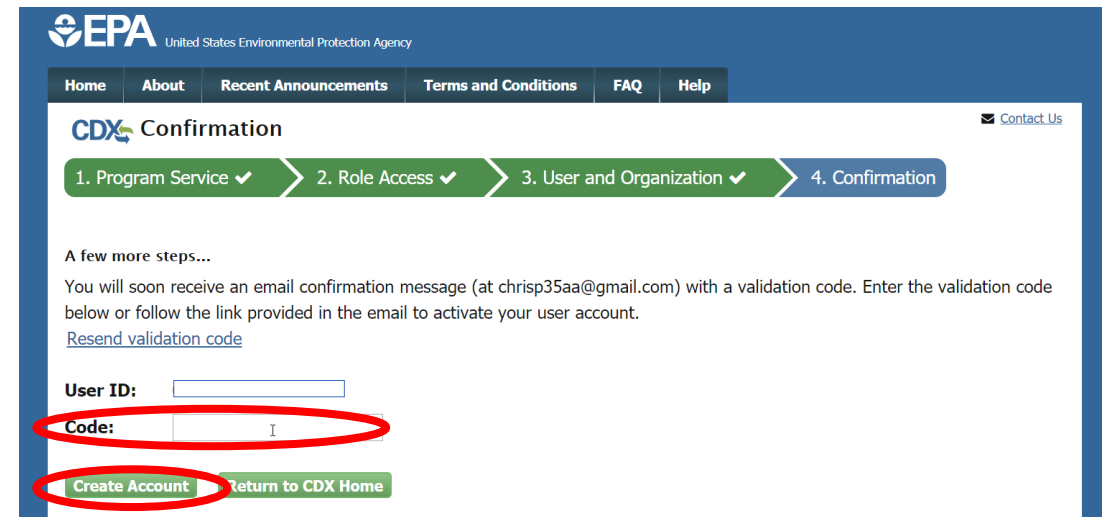 EPA United States Environmental Protection Agency
Home About Recent Announcements Terms and Conditions FAQ Help
Contact Us
CDX Confirmation
1. Program Service ✔ 2. Role Access ✔ 3. User and Organization ✔ 4. Confirmation
A few more steps...
You will soon receive an email confirmation message (at chrisp35aa@gmail.com) with a validation code. Enter the validation code
below or follow the link provided in the email to activate your user account.
Resend validation code
User ID:
Code:
Create Account Return to CDX Home